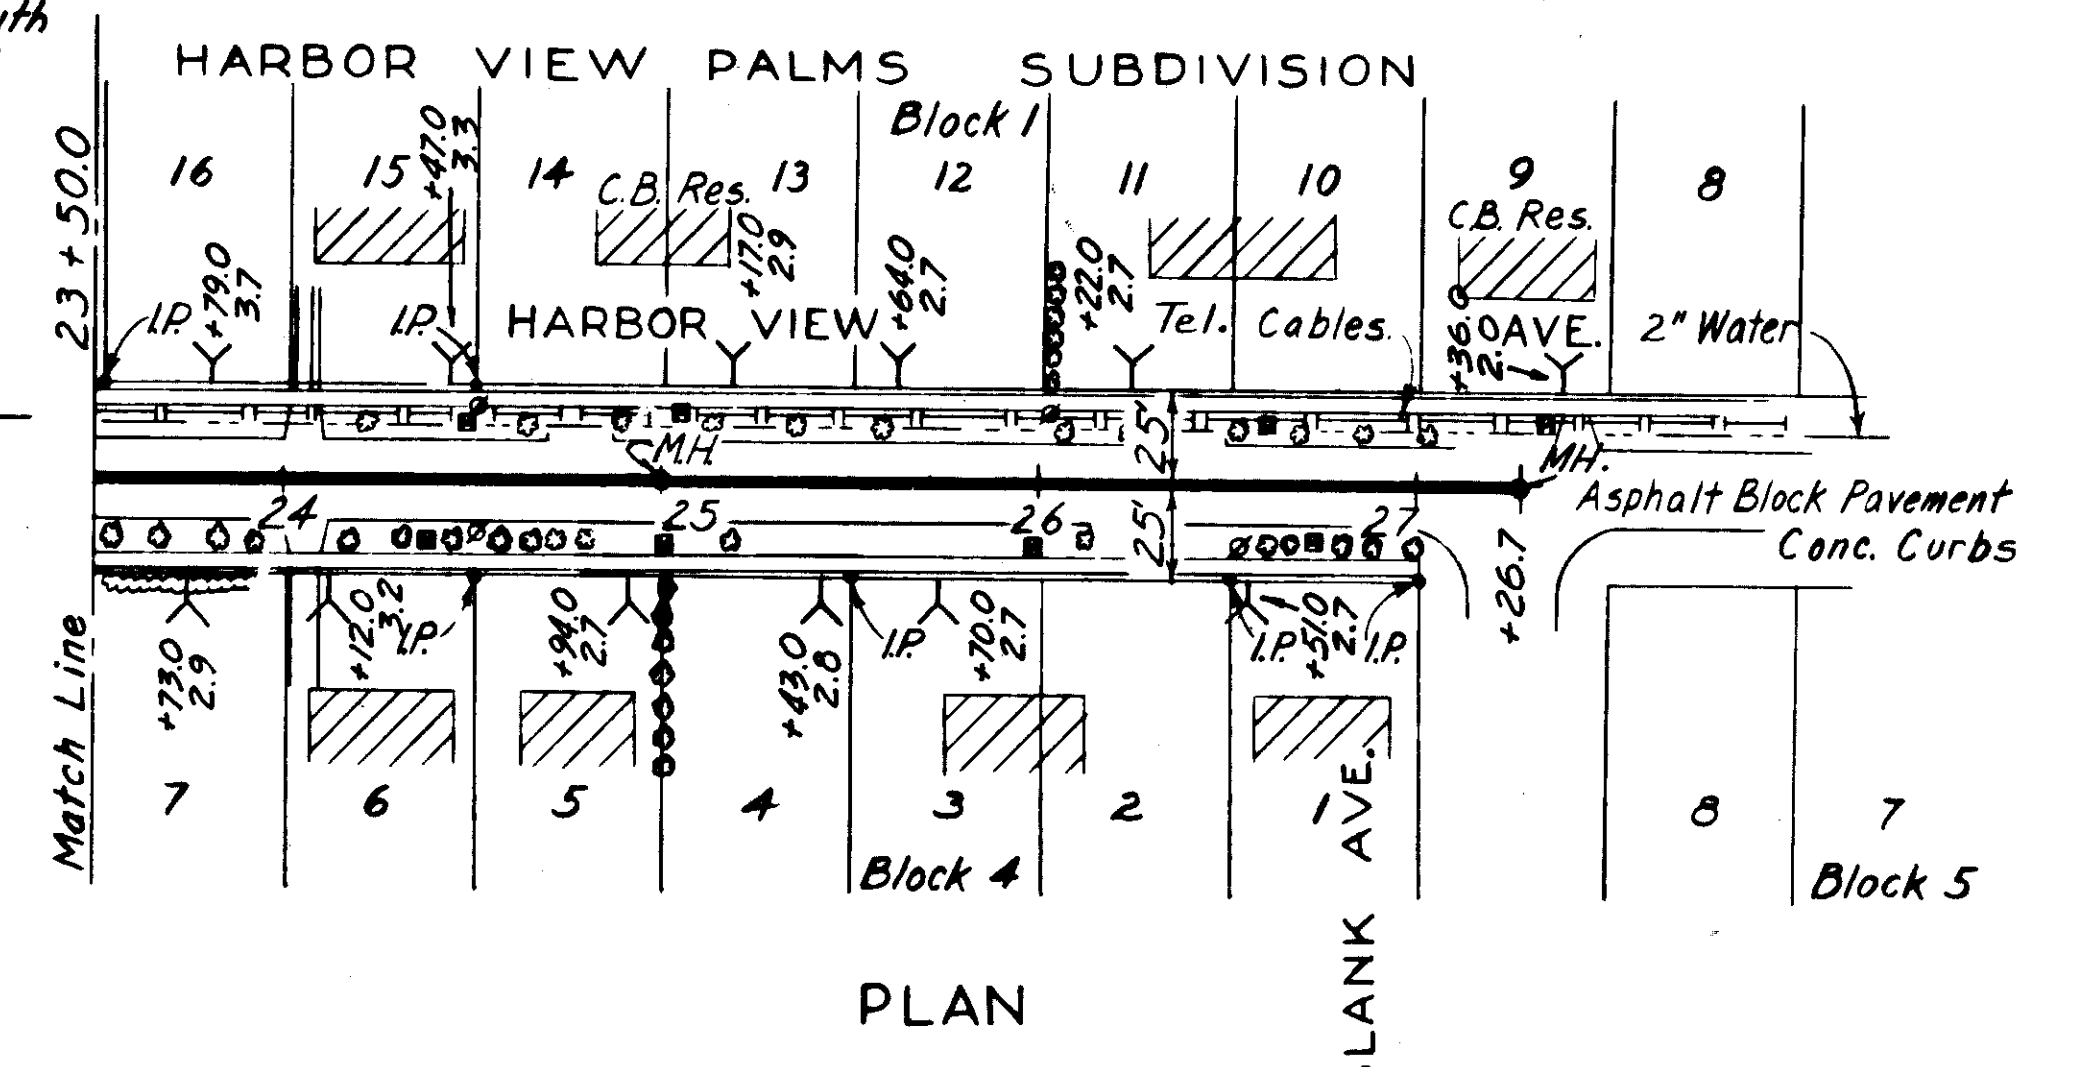 HARBOR VIEW PALMS SUBDIVISION
Block 1
23 + 50.0
16
15
+47.0
3.3
14
C.B. Res.
13
12
11
10
9
C.B. Res.
8
+79.0
3.7
+17.0
2.9
+64.0
2.7
+22.0
2.7
+36.0
2.0
I.P.
I.P.
HARBOR VIEW AVE.
Tel. Cables.
2" Water
25'
M.H.
M.H.
24
25
26
27
25'
Asphalt Block Pavement
Conc. Curbs
+26.7
+73.0
2.9
+12.0
3.2
I.P.
+94.0
2.7
+43.0
2.8
I.P.
+70.0
2.7
I.P.
+51.0
2.7
I.P.
Match Line
7
6
5
4
3
2
1
8
7
Block 4
Block 5
LANK AVE.
PLAN